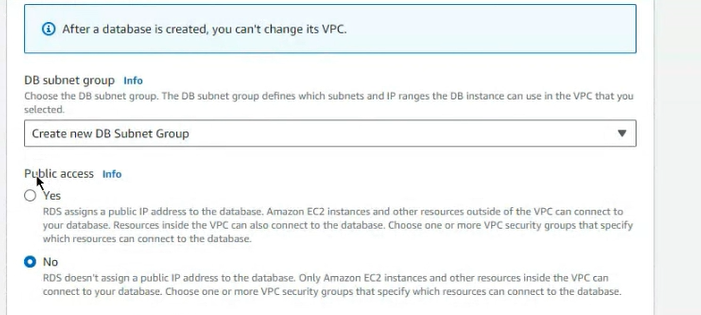 After a database is created, you can't change its VPC.
DB subnet group Info
Choose the DB subnet group. The DB subnet group defines which subnets and IP ranges the DB instance can use in the VPC that you
selected.
Create new DB Subnet Group
Public access Info
Yes
RDS assigns a public IP address to the database. Amazon EC2 instances and other resources outside of the VPC can connect to
your database. Resources inside the VPC can also connect to the database. Choose one or more VPC security groups that specify
which resources can connect to the database.
No
RDS doesn't assign a public IP address to the database. Only Amazon EC2 instances and other resources inside the VPC can
connect to your database. Choose one or more VPC security groups that specify which resources can connect to the database.